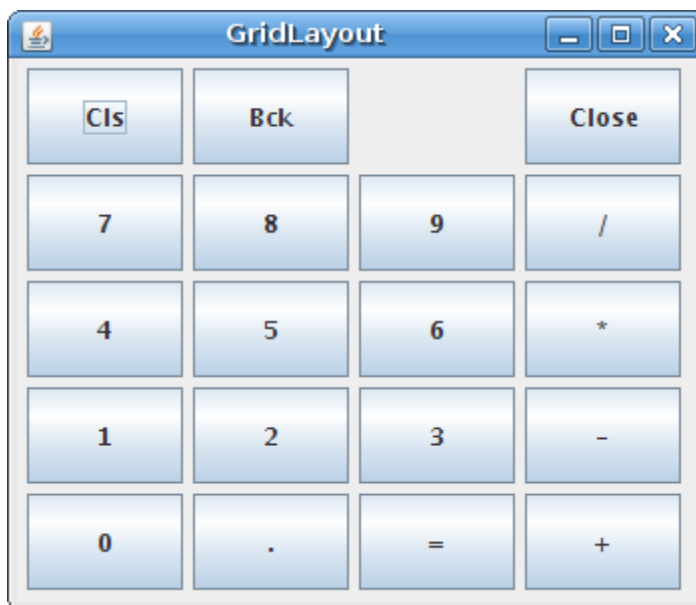 GridLayout
Cls Bck Close
7 8 9 /
4 5 6 *
1 2 3 -
0 . = +